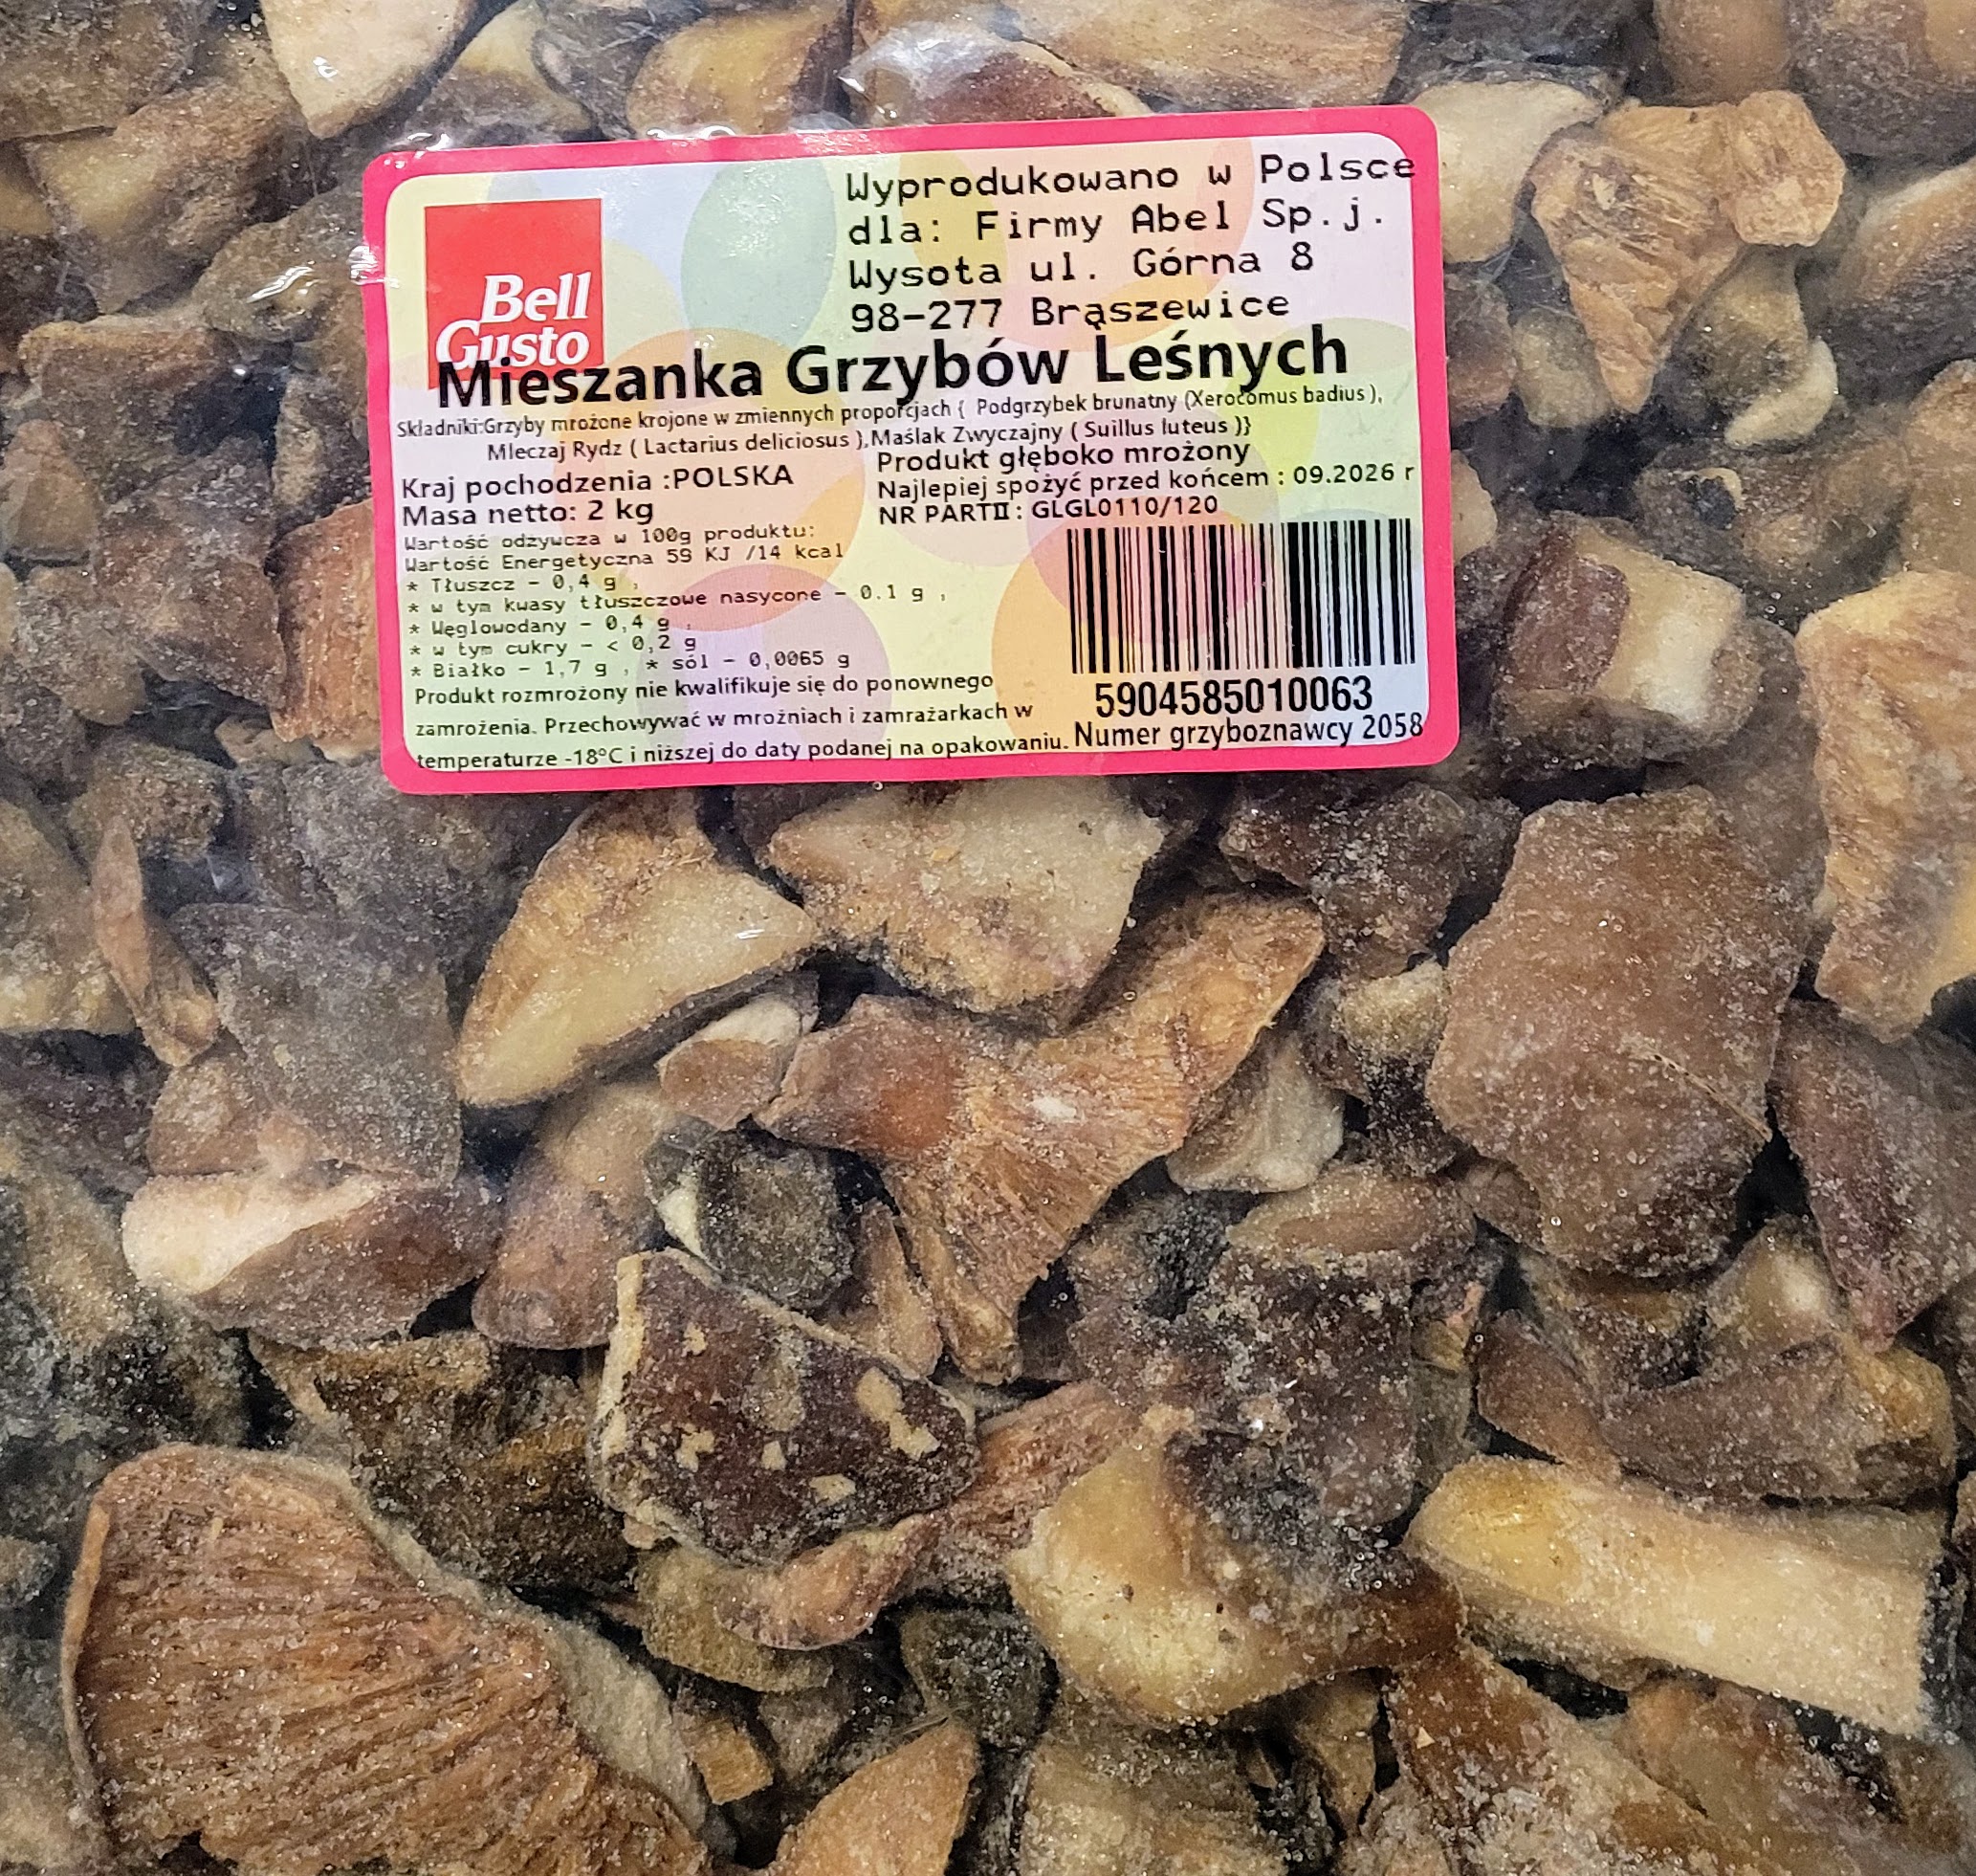 Bell
Gusto
Wyprodukowano w Polsce
dla: Firmy Abel Sp.j.
Wysota ul. Górna 8
98-277 Brąszewice
Mieszanka Grzybów Leśnych
Składniki:Grzyby mrożone krojone w zmiennych proporcjach { Podgrzybek brunatny (Xerocomus badius ),
Mleczaj Rydz ( Lactarius deliciosus ),Maślak Zwyczajny ( Suillus luteus )}
Kraj pochodzenia :POLSKA
Masa netto: 2 kg
Produkt głęboko mrożony
Najlepiej spożyć przed końcem : 09.2026 r
NR PARTII : GLGL0110/120
Wartość odżywcza w 100g produktu:
Wartość Energetyczna 59 KJ /14 kcal
* Tłuszcz - 0,4 g ,
* w tym kwasy tłuszczowe nasycone - 0.1 g ,
* Węglowodany - 0,4 g ,
* w tym cukry - < 0,2 g
* Białko - 1,7 g , * sól - 0,0065 g
Produkt rozmrożony nie kwalifikuje się do ponownego
zamrożenia. Przechowywać w mroźniach i zamrażarkach w
temperaturze -18°C i niższej do daty podanej na opakowaniu.
5904585010063
Numer grzyboznawcy 2058